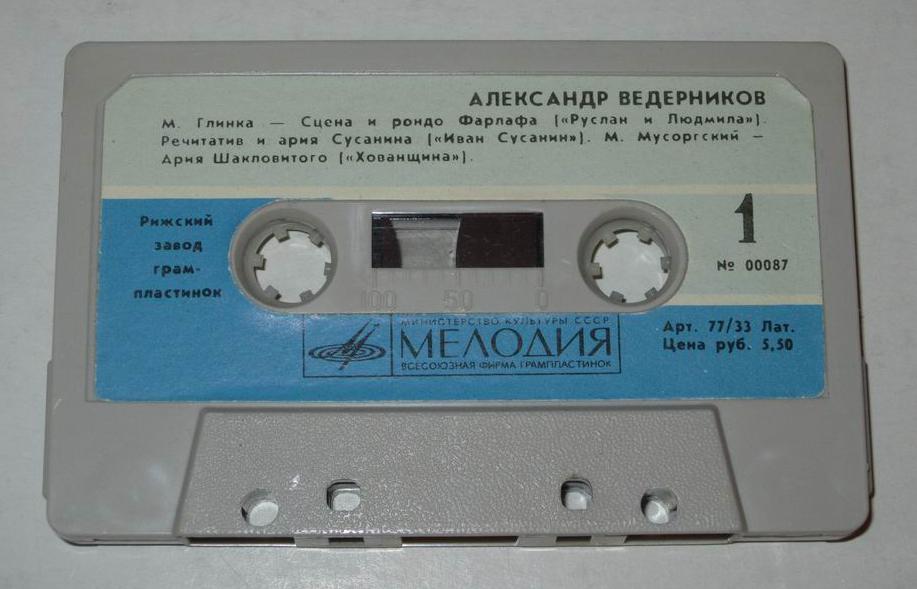 АЛЕКСАНДР ВЕДЕРНИКОВ
М. Глинка — Сцена и рондо Фарлафа («Руслан и Людмила»).
Речитатив и ария Сусанина («Иван Сусанин»). М. Мусоргский —
Ария Шакловитого («Хованщина»).
Рижский
завод
грам-
пластинок
1
№ 00087
100 50 0
МИНИСТЕРСТВО КУЛЬТУРЫ СССР
МЕЛОДИЯ
ВСЕСОЮЗНАЯ ФИРМА ГРАМПЛАСТИНОК
Арт. 77/33 Лат.
Цена руб. 5,50